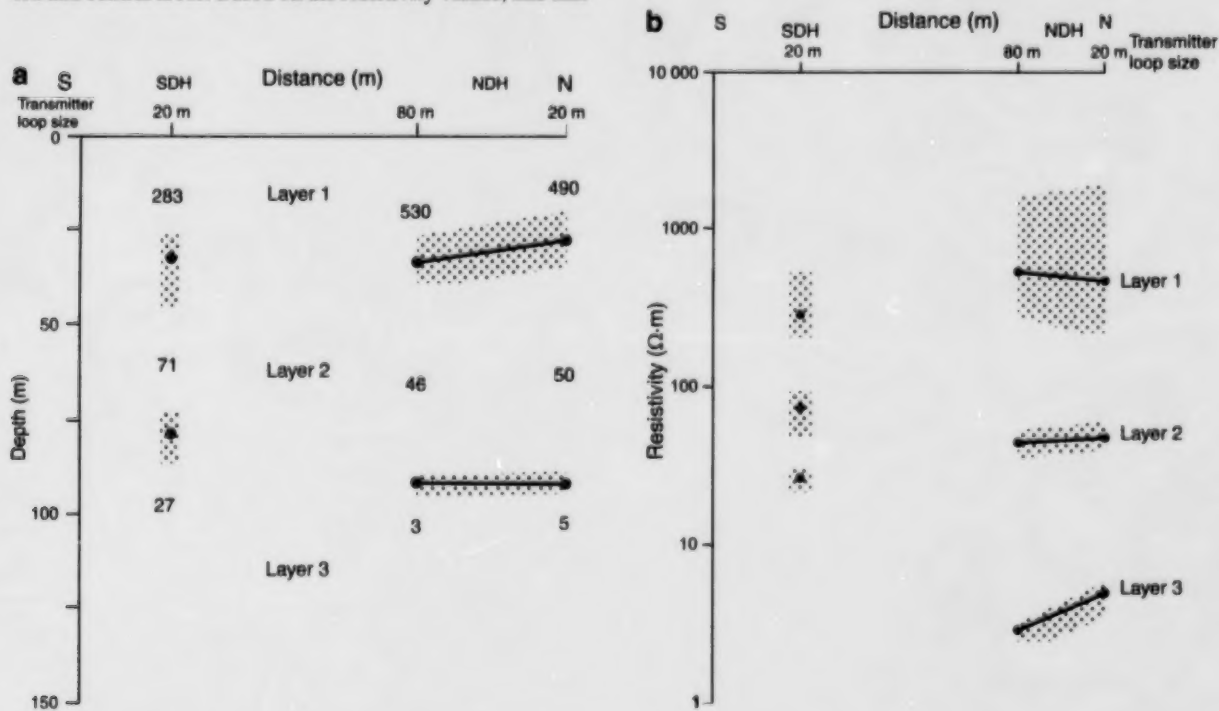 a
S
SDH
Distance (m)
NDH
N
Transmitter
loop size
20 m
80 m
20 m
0
283
Layer 1
530
490
50
71
Layer 2
46
50
Depth (m)
27
100
3
5
Layer 3
150
b
S
SDH
20 m
Distance (m)
NDH
N
80 m
20 m
Transmitter
loop size
10 000
1000
Layer 1
Resistivity (Ω·m)
100
Layer 2
10
Layer 3
1